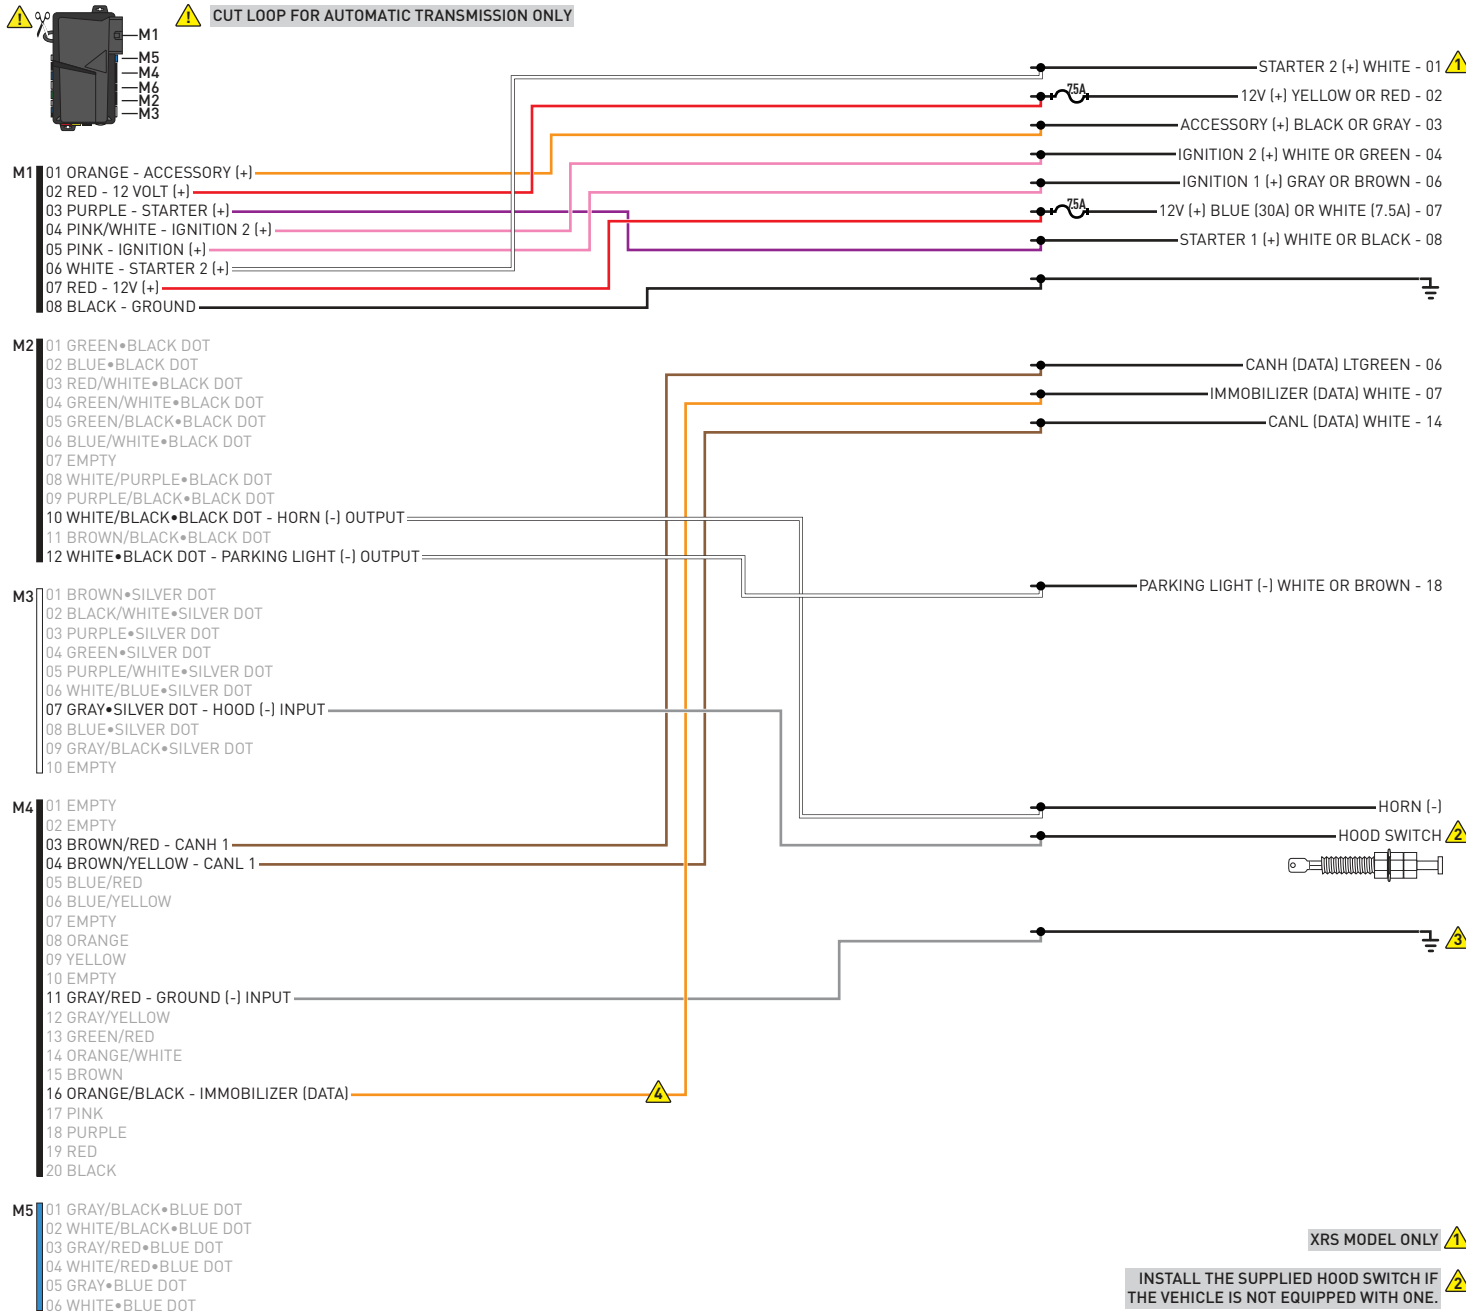 CUT LOOP FOR AUTOMATIC TRANSMISSION ONLY
M1
M5
M4
M6
M2
M3
STARTER 2 (+) WHITE - 01 1
7.5A
12V (+) YELLOW OR RED - 02
ACCESSORY (+) BLACK OR GRAY - 03
IGNITION 2 (+) WHITE OR GREEN - 04
IGNITION 1 (+) GRAY OR BROWN - 06
7.5A
12V (+) BLUE (30A) OR WHITE (7.5A) - 07
STARTER 1 (+) WHITE OR BLACK - 08
M1
01 ORANGE - ACCESSORY (+)
02 RED - 12 VOLT (+)
03 PURPLE - STARTER (+)
04 PINK/WHITE - IGNITION 2 (+)
05 PINK - IGNITION (+)
06 WHITE - STARTER 2 (+)
07 RED - 12V (+)
08 BLACK - GROUND
M2
01 GREEN•BLACK DOT
02 BLUE•BLACK DOT
03 RED/WHITE•BLACK DOT
04 GREEN/WHITE•BLACK DOT
05 GREEN/BLACK•BLACK DOT
06 BLUE/WHITE•BLACK DOT
07 EMPTY
08 WHITE/PURPLE•BLACK DOT
09 PURPLE/BLACK•BLACK DOT
10 WHITE/BLACK•BLACK DOT - HORN (-) OUTPUT
11 BROWN/BLACK•BLACK DOT
12 WHITE•BLACK DOT - PARKING LIGHT (-) OUTPUT
CANH (DATA) LTGREEN - 06
IMMOBILIZER (DATA) WHITE - 07
CANL (DATA) WHITE - 14
PARKING LIGHT (-) WHITE OR BROWN - 18
M3
01 BROWN•SILVER DOT
02 BLACK/WHITE•SILVER DOT
03 PURPLE•SILVER DOT
04 GREEN•SILVER DOT
05 PURPLE/WHITE•SILVER DOT
06 WHITE/BLUE•SILVER DOT
07 GRAY•SILVER DOT - HOOD (-) INPUT
08 BLUE•SILVER DOT
09 GRAY/BLACK•SILVER DOT
10 EMPTY
HORN (-)
HOOD SWITCH 2
3
M4
01 EMPTY
02 EMPTY
03 BROWN/RED - CANH 1
04 BROWN/YELLOW - CANL 1
05 BLUE/RED
06 BLUE/YELLOW
07 EMPTY
08 ORANGE
09 YELLOW
10 EMPTY
11 GRAY/RED - GROUND (-) INPUT
12 GRAY/YELLOW
13 GREEN/RED
14 ORANGE/WHITE
15 BROWN
16 ORANGE/BLACK - IMMOBILIZER (DATA)
4
17 PINK
18 PURPLE
19 RED
20 BLACK
M5
01 GRAY/BLACK•BLUE DOT
02 WHITE/BLACK•BLUE DOT
03 GRAY/RED•BLUE DOT
04 WHITE/RED•BLUE DOT
05 GRAY•BLUE DOT
06 WHITE•BLUE DOT
XRS MODEL ONLY 1
INSTALL THE SUPPLIED HOOD SWITCH IF 2
THE VEHICLE IS NOT EQUIPPED WITH ONE.